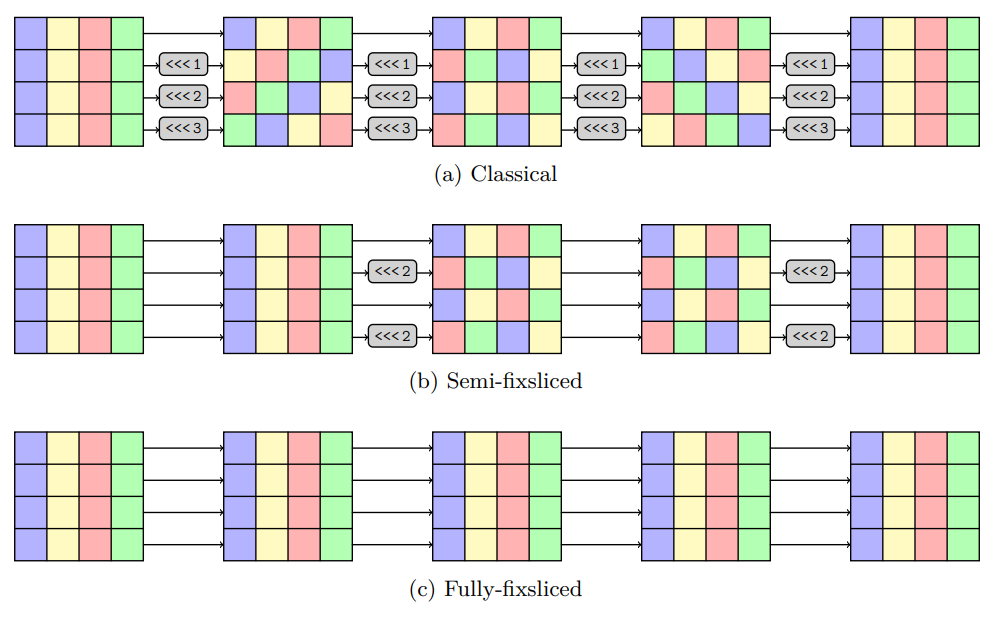 <<< 1 <<< 1 <<< 1 <<< 1
<<< 2 <<< 2 <<< 2 <<< 2
<<< 3 <<< 3 <<< 3 <<< 3
(a) Classical
<<< 2 <<< 2
<<< 2 <<< 2
(b) Semi-fixsliced
(c) Fully-fixsliced